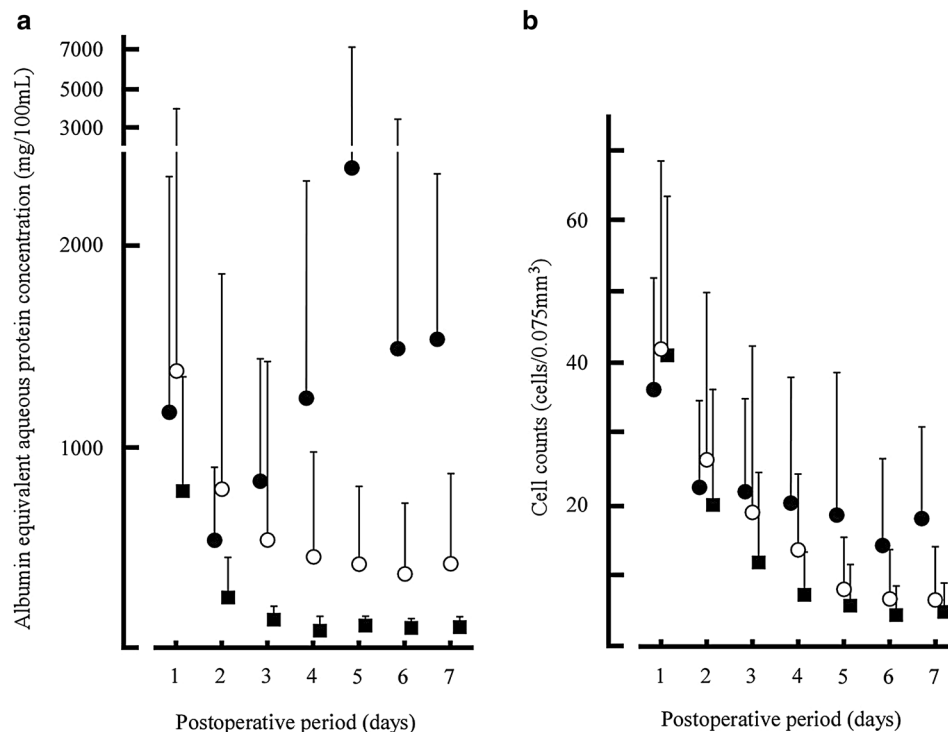 a
Albumin equivalent aqueous protein concentration (mg/100mL)
7000
5000
3000
2000
1000
1 2 3 4 5 6 7
Postoperative period (days)
b
Cell counts (cells/0.075mm³)
60
40
20
1 2 3 4 5 6 7
Postoperative period (days)